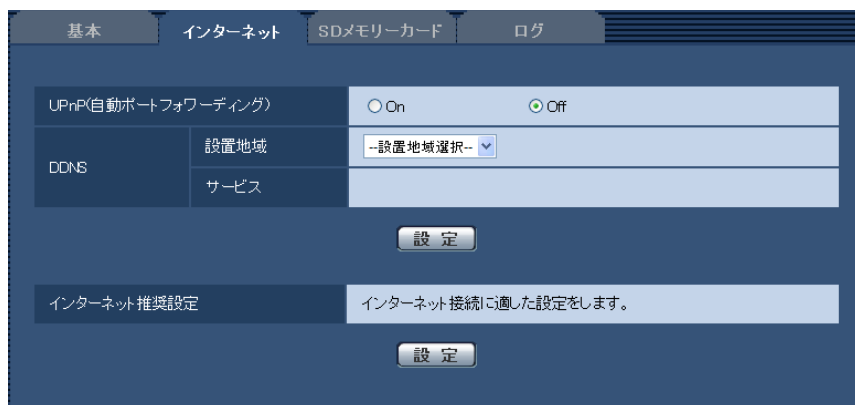 基本 インターネット SDメモリーカード ログ
UPnP(自動ポートフォワーディング) On Off
DDNS
設置地域 --設置地域選択--
サービス
設定
インターネット推奨設定 インターネット接続に適した設定をします。
設定